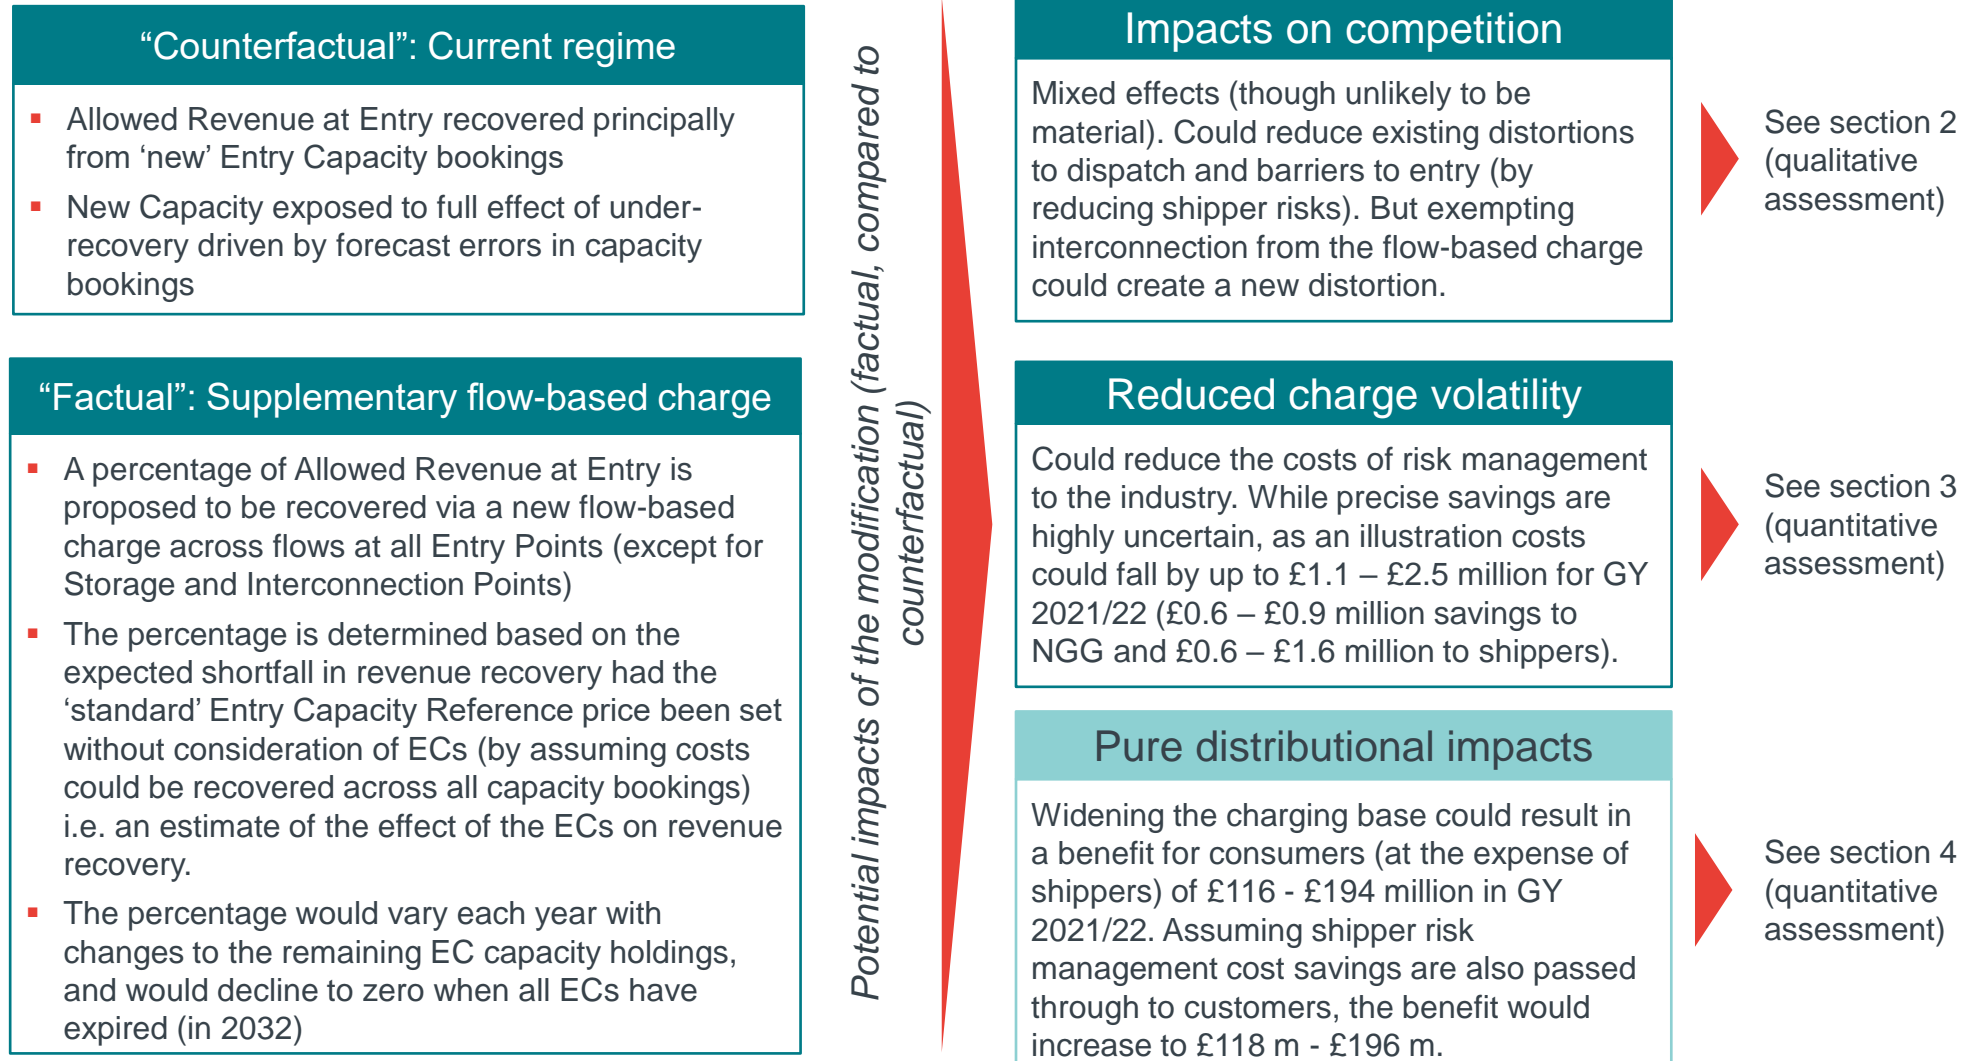 “Counterfactual”: Current regime
▪ Allowed Revenue at Entry recovered principally
from ‘new’ Entry Capacity bookings
▪ New Capacity exposed to full effect of under-
recovery driven by forecast errors in capacity
bookings
“Factual”: Supplementary flow-based charge
▪ A percentage of Allowed Revenue at Entry is
proposed to be recovered via a new flow-based
charge across flows at all Entry Points (except for
Storage and Interconnection Points)
▪ The percentage is determined based on the
expected shortfall in revenue recovery had the
‘standard’ Entry Capacity Reference price been set
without consideration of ECs (by assuming costs
could be recovered across all capacity bookings)
i.e. an estimate of the effect of the ECs on revenue
recovery.
▪ The percentage would vary each year with
changes to the remaining EC capacity holdings,
and would decline to zero when all ECs have
expired (in 2032)
Potential impacts of the modification (factual, compared to
counterfactual)
Impacts on competition
Mixed effects (though unlikely to be
material). Could reduce existing distortions
to dispatch and barriers to entry (by
reducing shipper risks). But exempting
interconnection from the flow-based charge
could create a new distortion.
See section 2
(qualitative
assessment)
Reduced charge volatility
Could reduce the costs of risk management
to the industry. While precise savings are
highly uncertain, as an illustration costs
could fall by up to £1.1 – £2.5 million for GY
2021/22 (£0.6 – £0.9 million savings to
NGG and £0.6 – £1.6 million to shippers).
See section 3
(quantitative
assessment)
Pure distributional impacts
Widening the charging base could result in
a benefit for consumers (at the expense of
shippers) of £116 - £194 million in GY
2021/22. Assuming shipper risk
management cost savings are also passed
through to customers, the benefit would
increase to £118 m - £196 m.
See section 4
(quantitative
assessment)